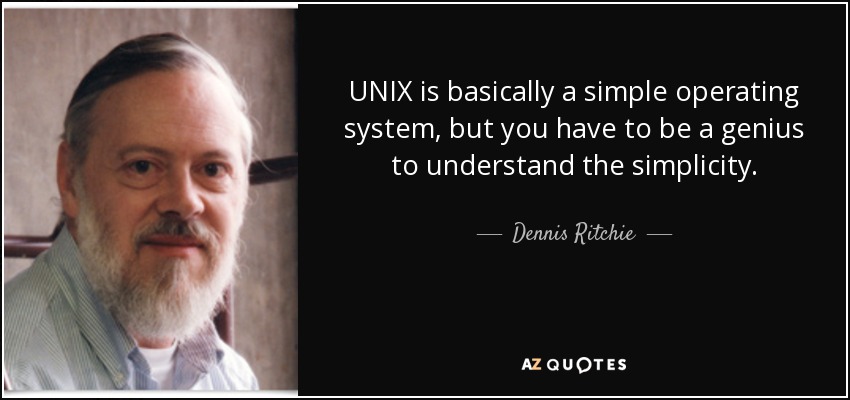 UNIX is basically a simple operating
system, but you have to be a genius
to understand the simplicity.
Dennis Ritchie
AZ QUOTES